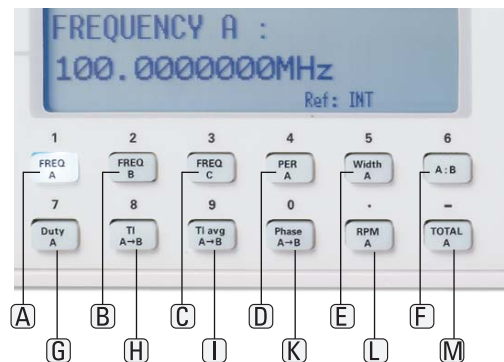 FREQUENCY A :
100.0000000MHz
Ref: INT
1 2 3 4 5 6
FREQ A FREQ B FREQ C PER A Width A A:B
7 8 9 0 . –
Duty A TI A→B TI avg A→B Phase A→B RPM A TOTAL A
A B C D E F
G H I K L M